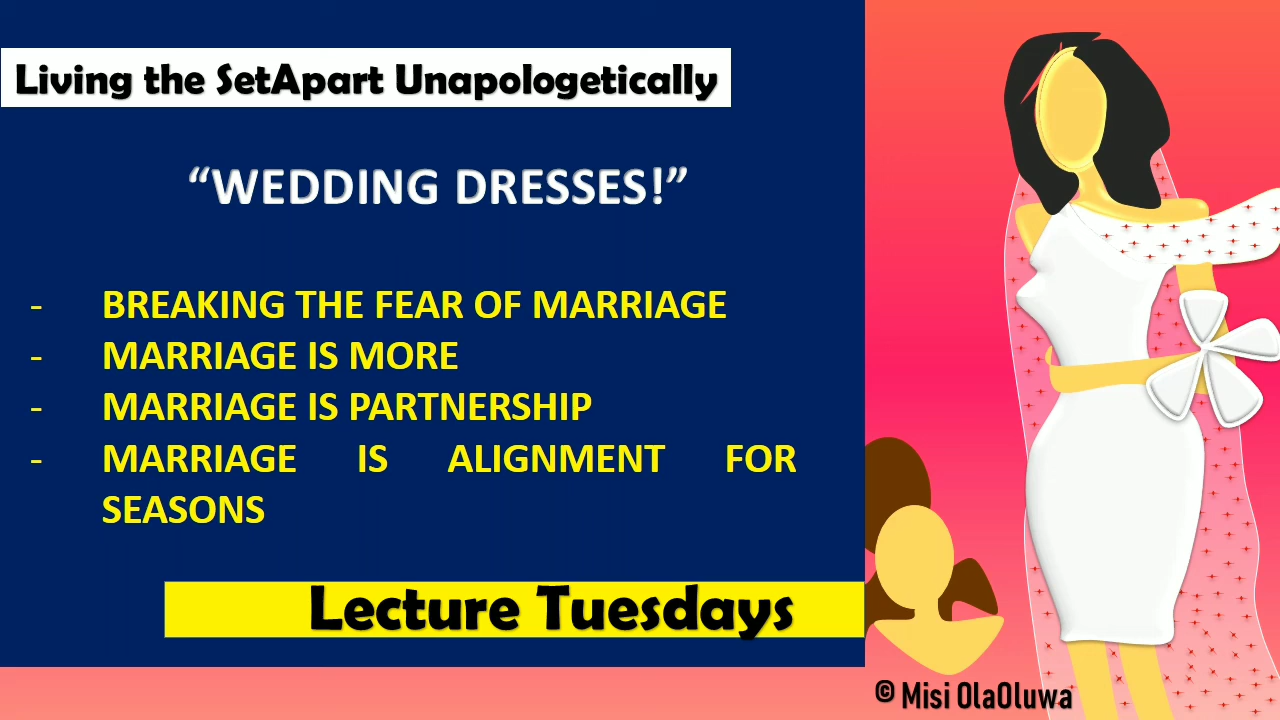 Living the SetApart Unapologetically
“WEDDING DRESSES!”
- BREAKING THE FEAR OF MARRIAGE
- MARRIAGE IS MORE
- MARRIAGE IS PARTNERSHIP
- MARRIAGE IS ALIGNMENT FOR
SEASONS
Lecture Tuesdays
© Misi OlaOluwa